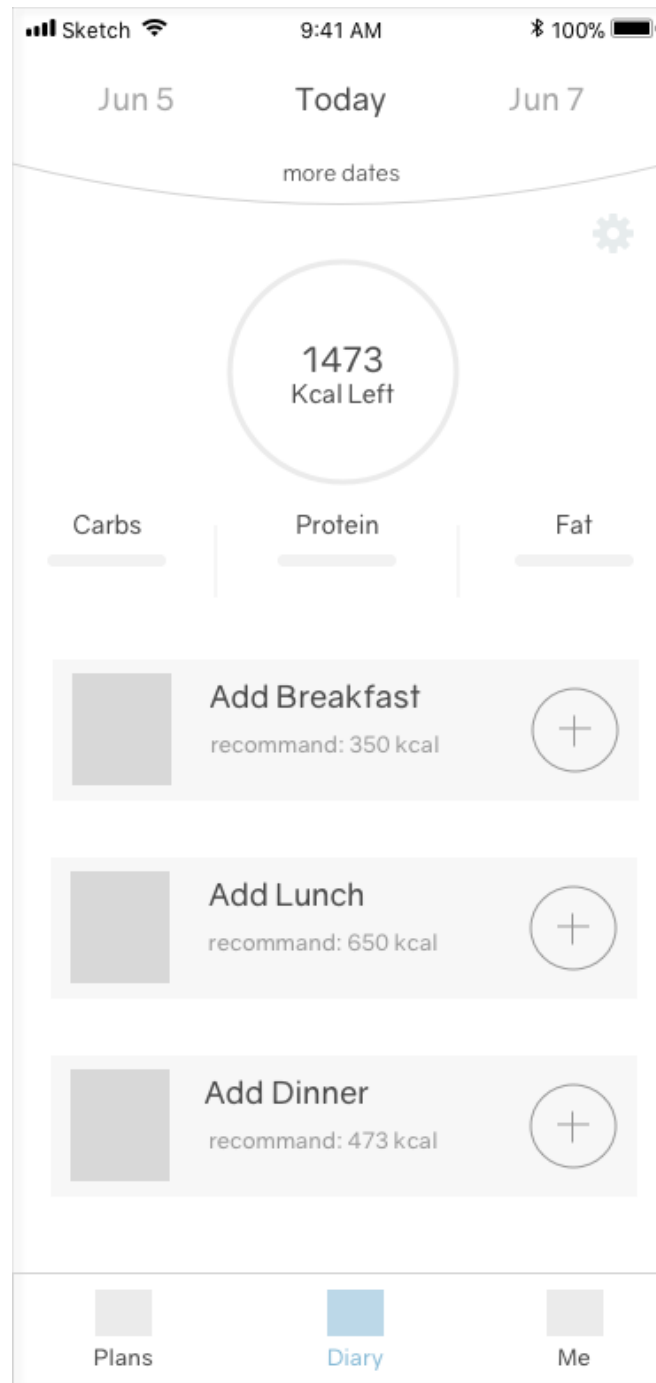 Sketch 9:41 AM 100%
Jun 5 Today Jun 7
more dates
1473
Kcal Left
Carbs Protein Fat
Add Breakfast
recommand: 350 kcal
Add Lunch
recommand: 650 kcal
Add Dinner
recommand: 473 kcal
Plans Diary Me